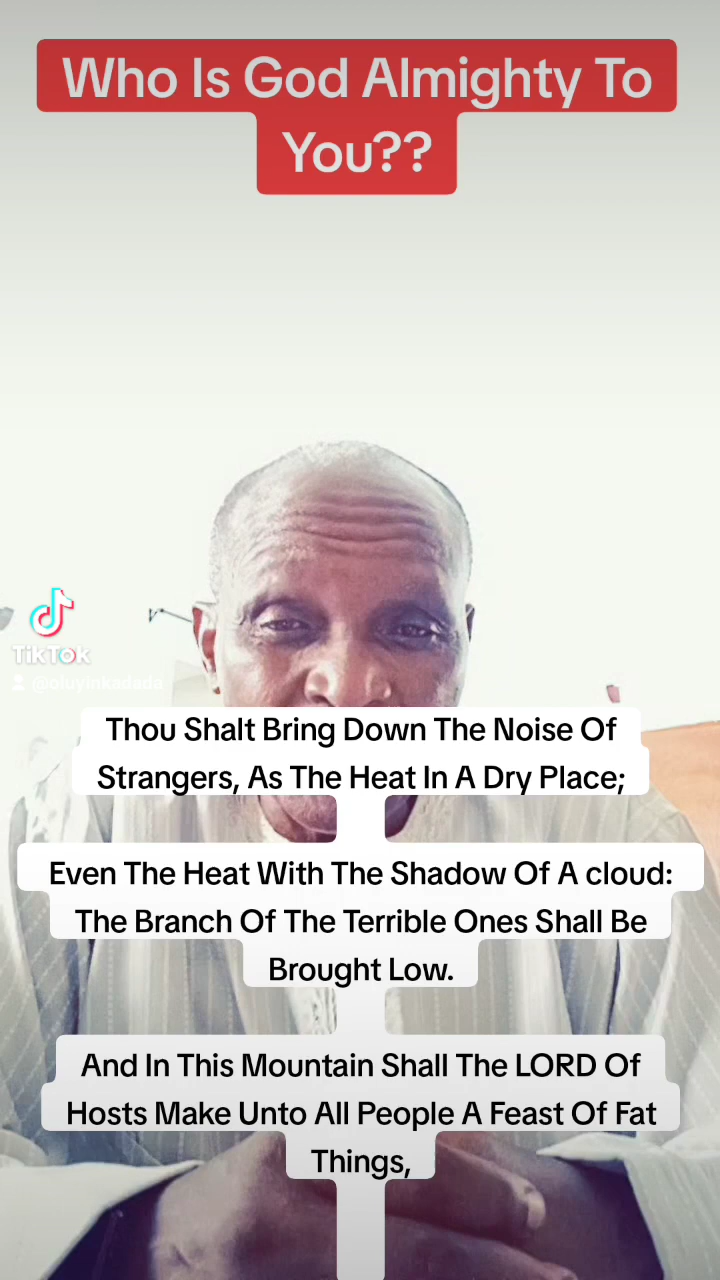 Who Is God Almighty To
You??
TikTok
@oluyinkadada
Thou Shalt Bring Down The Noise Of
Strangers, As The Heat In A Dry Place;
Even The Heat With The Shadow Of A cloud:
The Branch Of The Terrible Ones Shall Be
Brought Low.
And In This Mountain Shall The LORD Of
Hosts Make Unto All People A Feast Of Fat
Things,